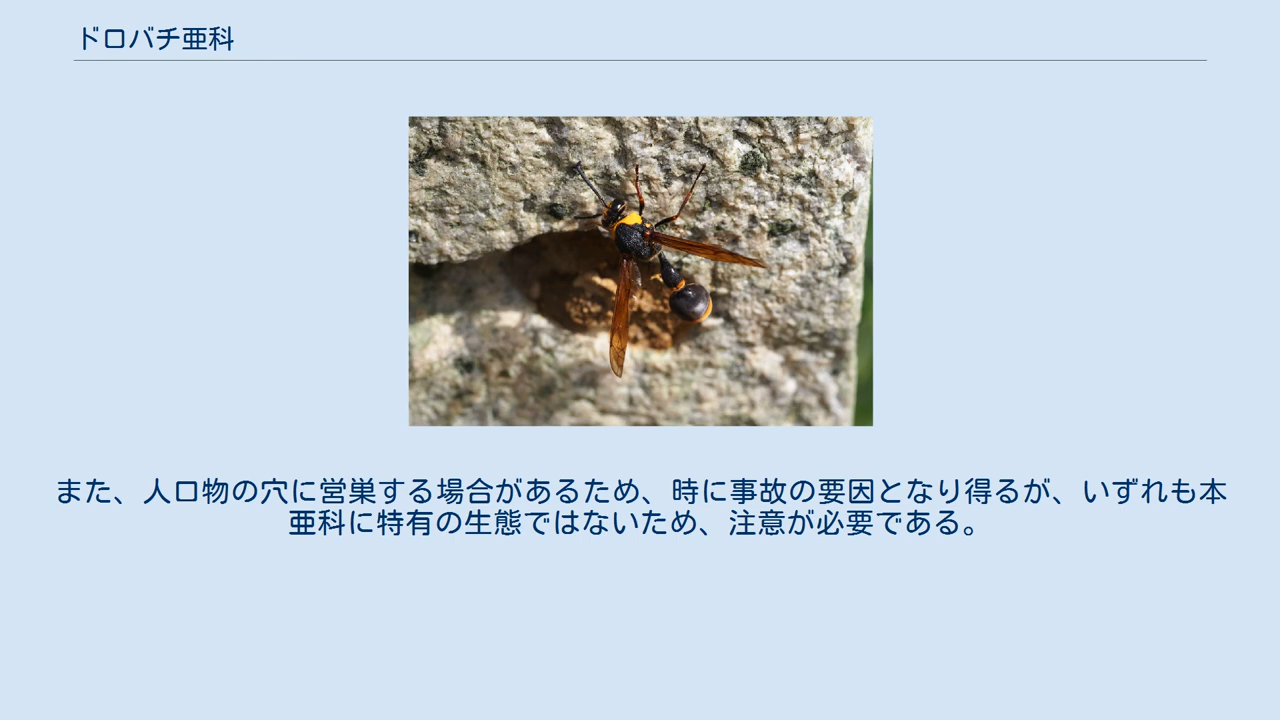 ドロバチ亜科
また、人口物の穴に営巣する場合があるため、時に事故の要因となり得るが、いずれも本
亜科に特有の生態ではないため、注意が必要である。